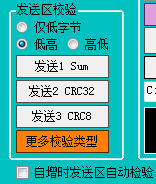 发送区校验
仅低字节
低高 高低
发送1 Sum
发送2 CRC32
发送3 CRC8
更多校验类型
自增时发送区自动检验